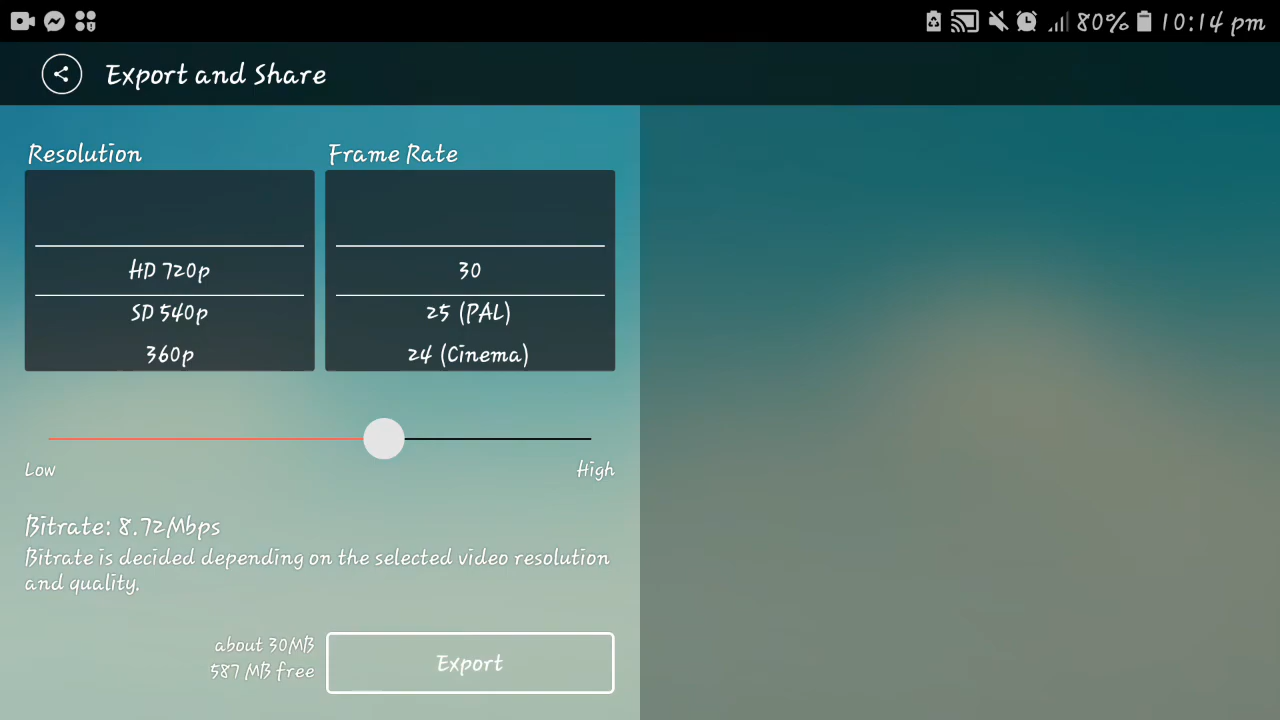 80% 10:14 pm
Export and Share
Resolution
Frame Rate
HD 720p
30
SD 540p
25 (PAL)
360p
24 (Cinema)
Low
High
Bitrate: 8.72Mbps
Bitrate is decided depending on the selected video resolution
and quality.
about 30MB
587 MB free
Export